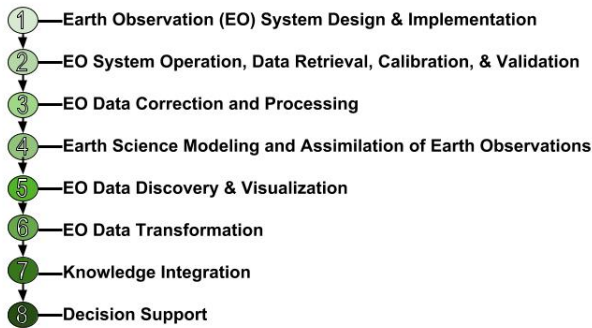 1 Earth Observation (EO) System Design & Implementation
2 EO System Operation, Data Retrieval, Calibration, & Validation
3 EO Data Correction and Processing
4 Earth Science Modeling and Assimilation of Earth Observations
5 EO Data Discovery & Visualization
6 EO Data Transformation
7 Knowledge Integration
8 Decision Support